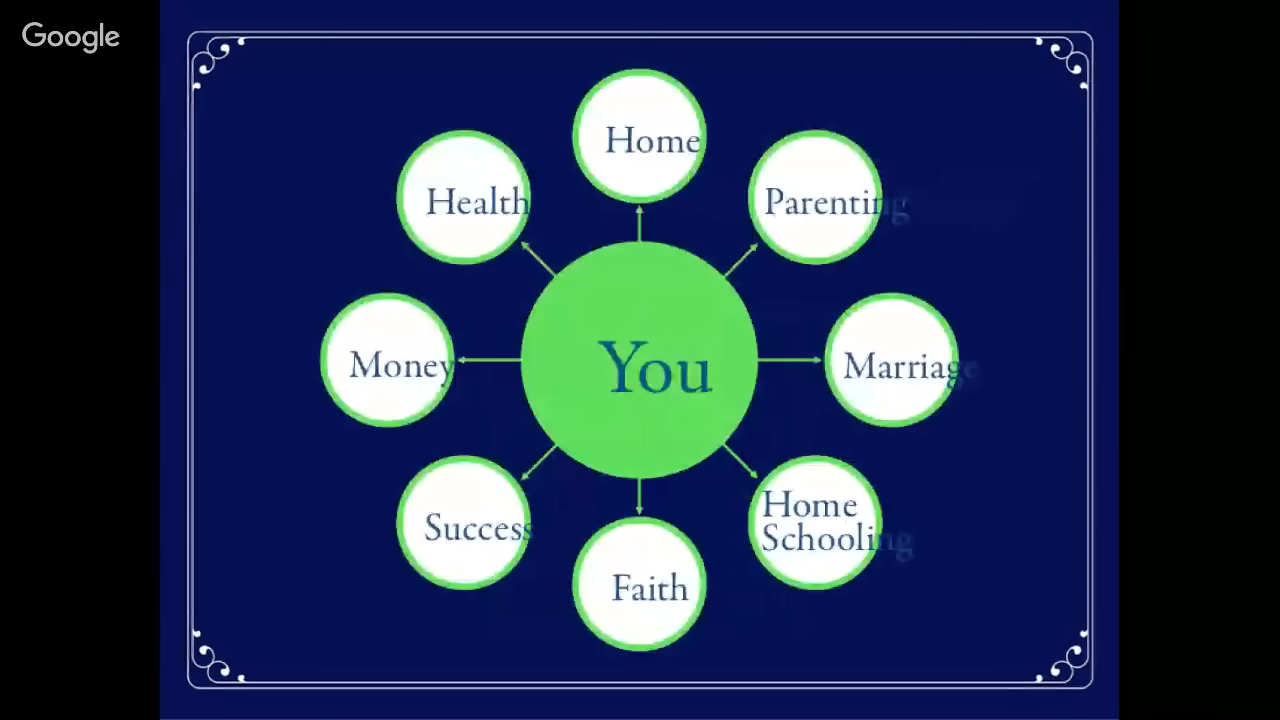 Google
Home
Health
Parenting
Money
You
Marriage
Success
Home
Schooling
Faith